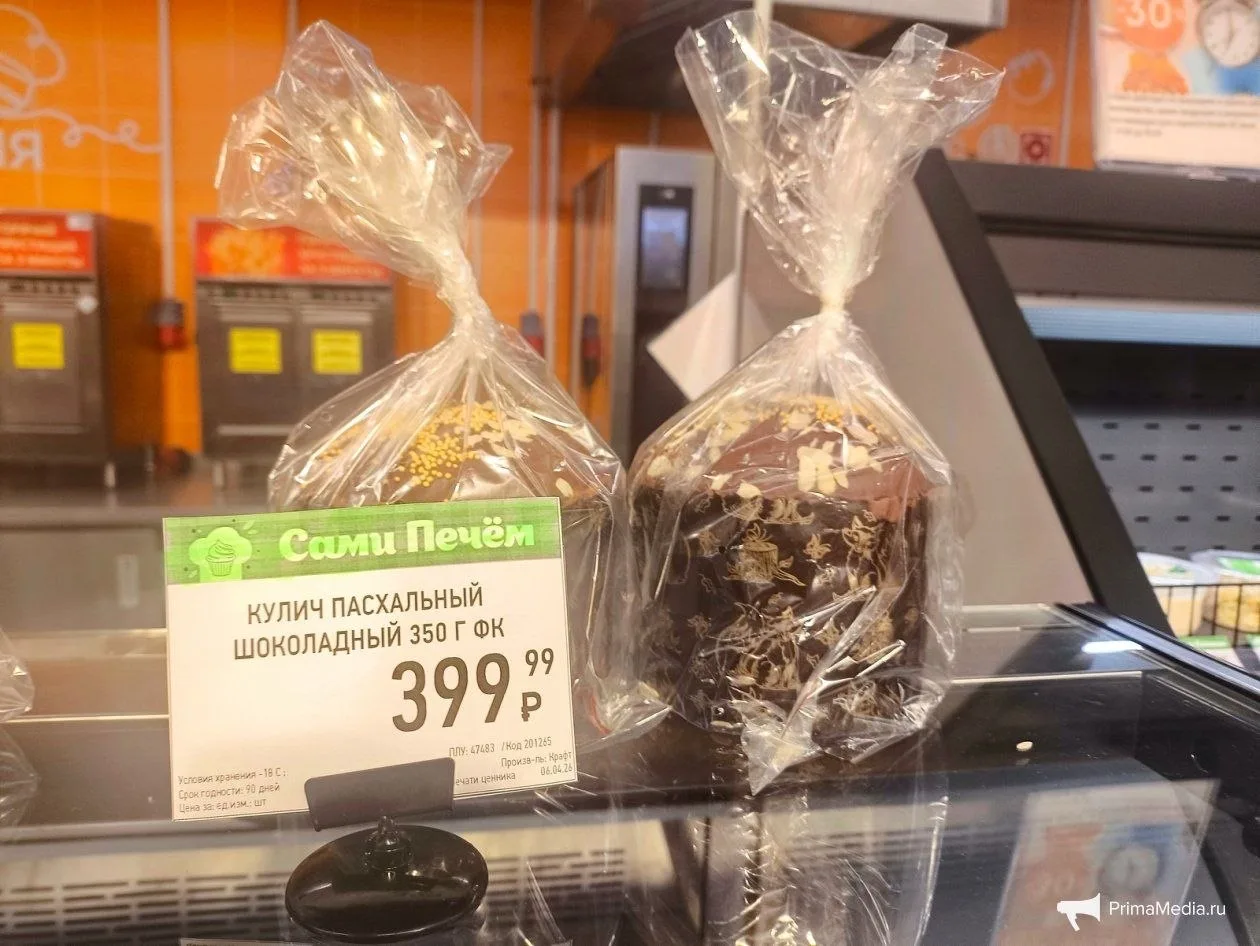 -30
Сами Печём
КУЛИЧ ПАСХАЛЬНЫЙ
ШОКОЛАДНЫЙ 350 Г ФК
399 99
₽
ПЛУ: 47483 /Код 201265
Произв-ль: Крафт
Условия хранения -18 С ;
Срок годности: 90 дней
ечати ценника 06.04.26
Цена за: ед.изм.: шт
PrimaMedia.ru